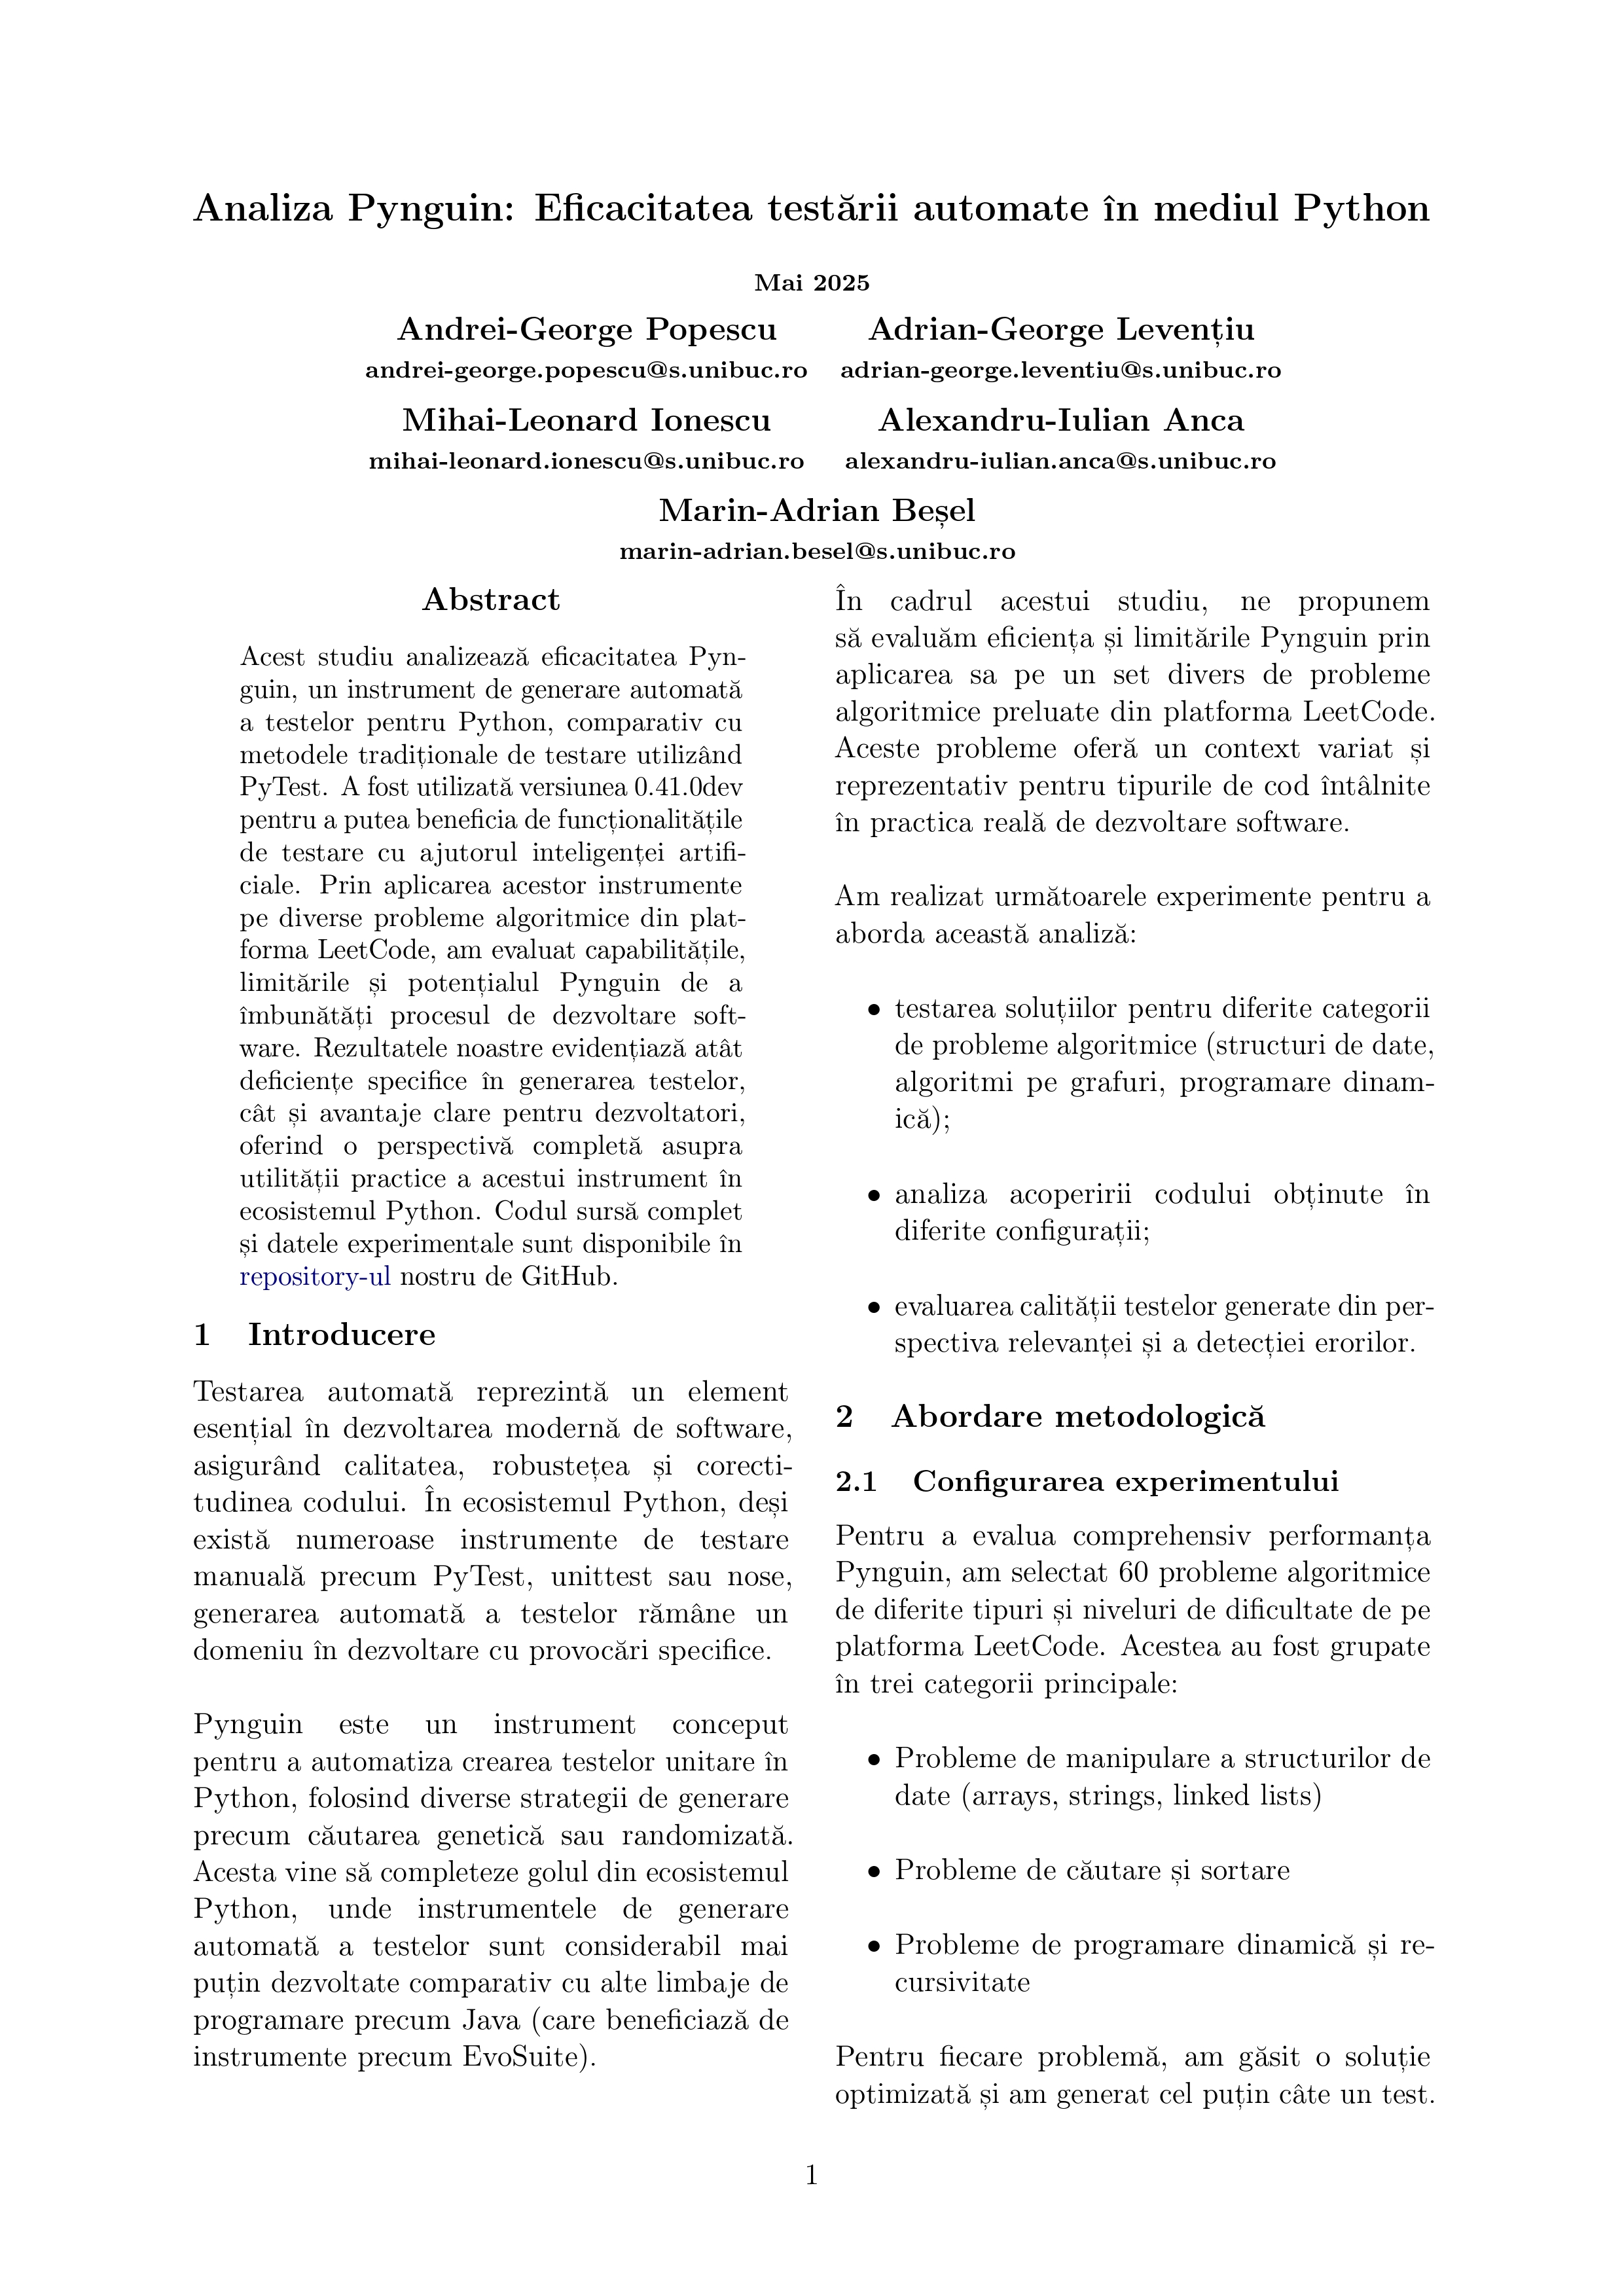 Analiza Pynguin: Eficacitatea testării automate în mediul Python
Mai 2025
Andrei-George Popescu
andrei-george.popescu@s.unibuc.ro
Adrian-George Levențiu
adrian-george.leventiu@s.unibuc.ro
Mihai-Leonard Ionescu
mihai-leonard.ionescu@s.unibuc.ro
Alexandru-Iulian Anca
alexandru-iulian.anca@s.unibuc.ro
Marin-Adrian Beșel
marin-adrian.besel@s.unibuc.ro
Abstract
Acest studiu analizează eficacitatea Pyn-
guin, un instrument de generare automată
a testelor pentru Python, comparativ cu
metodele tradiționale de testare utilizând
PyTest. A fost utilizată versiunea 0.41.0dev
pentru a putea beneficia de funcționalitățile
de testare cu ajutorul inteligenței artifi-
ciale. Prin aplicarea acestor instrumente
pe diverse probleme algoritmice din plat-
forma LeetCode, am evaluat capabilitățile,
limitările și potențialul Pynguin de a
îmbunătăți procesul de dezvoltare soft-
ware. Rezultatele noastre evidențiază atât
deficiențe specifice în generarea testelor,
cât și avantaje clare pentru dezvoltatori,
oferind o perspectivă completă asupra
utilității practice a acestui instrument în
ecosistemul Python. Codul sursă complet
și datele experimentale sunt disponibile în
repository-ul nostru de GitHub.
1 Introducere
Testarea automată reprezintă un element
esențial în dezvoltarea modernă de software,
asigurând calitatea, robustețea și corecti-
tudinea codului. În ecosistemul Python, deși
există numeroase instrumente de testare
manuală precum PyTest, unittest sau nose,
generarea automată a testelor rămâne un
domeniu în dezvoltare cu provocări specifice.
Pynguin este un instrument conceput
pentru a automatiza crearea testelor unitare în
Python, folosind diverse strategii de generare
precum căutarea genetică sau randomizată.
Acesta vine să completeze golul din ecosistemul
Python, unde instrumentele de generare
automată a testelor sunt considerabil mai
puțin dezvoltate comparativ cu alte limbaje de
programare precum Java (care beneficiază de
instrumente precum EvoSuite).
În cadrul acestui studiu, ne propunem
să evaluăm eficiența și limitările Pynguin prin
aplicarea sa pe un set divers de probleme
algoritmice preluate din platforma LeetCode.
Aceste probleme oferă un context variat și
reprezentativ pentru tipurile de cod întâlnite
în practica reală de dezvoltare software.
Am realizat următoarele experimente pentru a
aborda această analiză:
• testarea soluțiilor pentru diferite categorii
de probleme algoritmice (structuri de date,
algoritmi pe grafuri, programare dinam-
ică);
• analiza acoperirii codului obținute în
diferite configurații;
• evaluarea calității testelor generate din per-
spectiva relevanței și a detecției erorilor.
2 Abordare metodologică
2.1 Configurarea experimentului
Pentru a evalua comprehensiv performanța
Pynguin, am selectat 60 probleme algoritmice
de diferite tipuri și niveluri de dificultate de pe
platforma LeetCode. Acestea au fost grupate
în trei categorii principale:
• Probleme de manipulare a structurilor de
date (arrays, strings, linked lists)
• Probleme de căutare și sortare
• Probleme de programare dinamică și re-
cursivitate
Pentru fiecare problemă, am găsit o soluție
optimizată și am generat cel puțin câte un test.
1